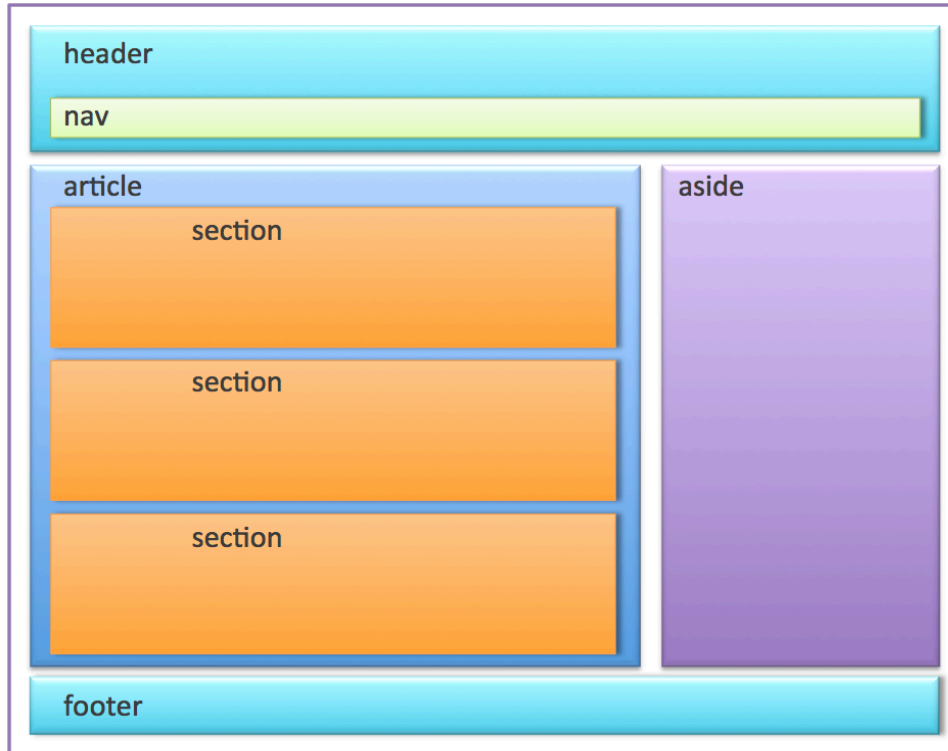 header
nav
article
section
section
section
aside
footer